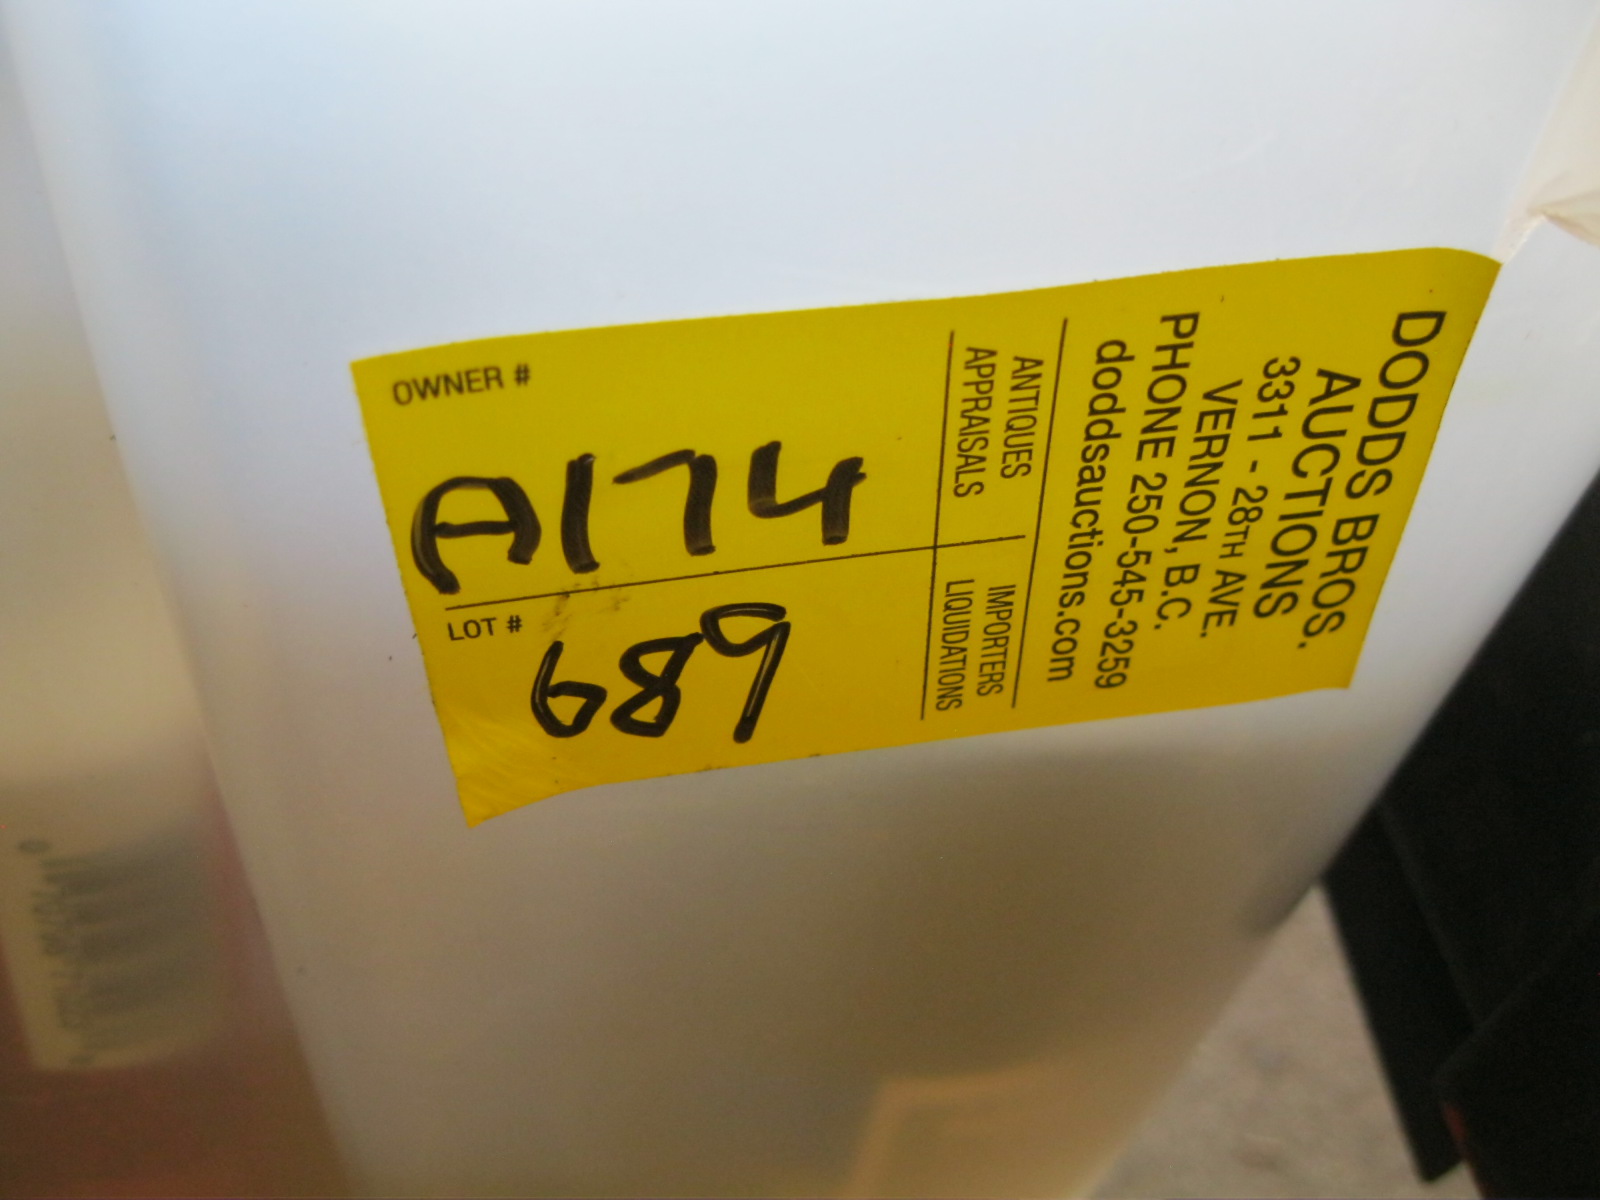 DODDS BROS.
AUCTIONS
3311 - 28TH AVE.
VERNON, B.C.
PHONE 250-545-3259
doddsauctions.com
ANTIQUES IMPORTERS
APPRAISALS LIQUIDATIONS
OWNER #
A174
LOT #
689